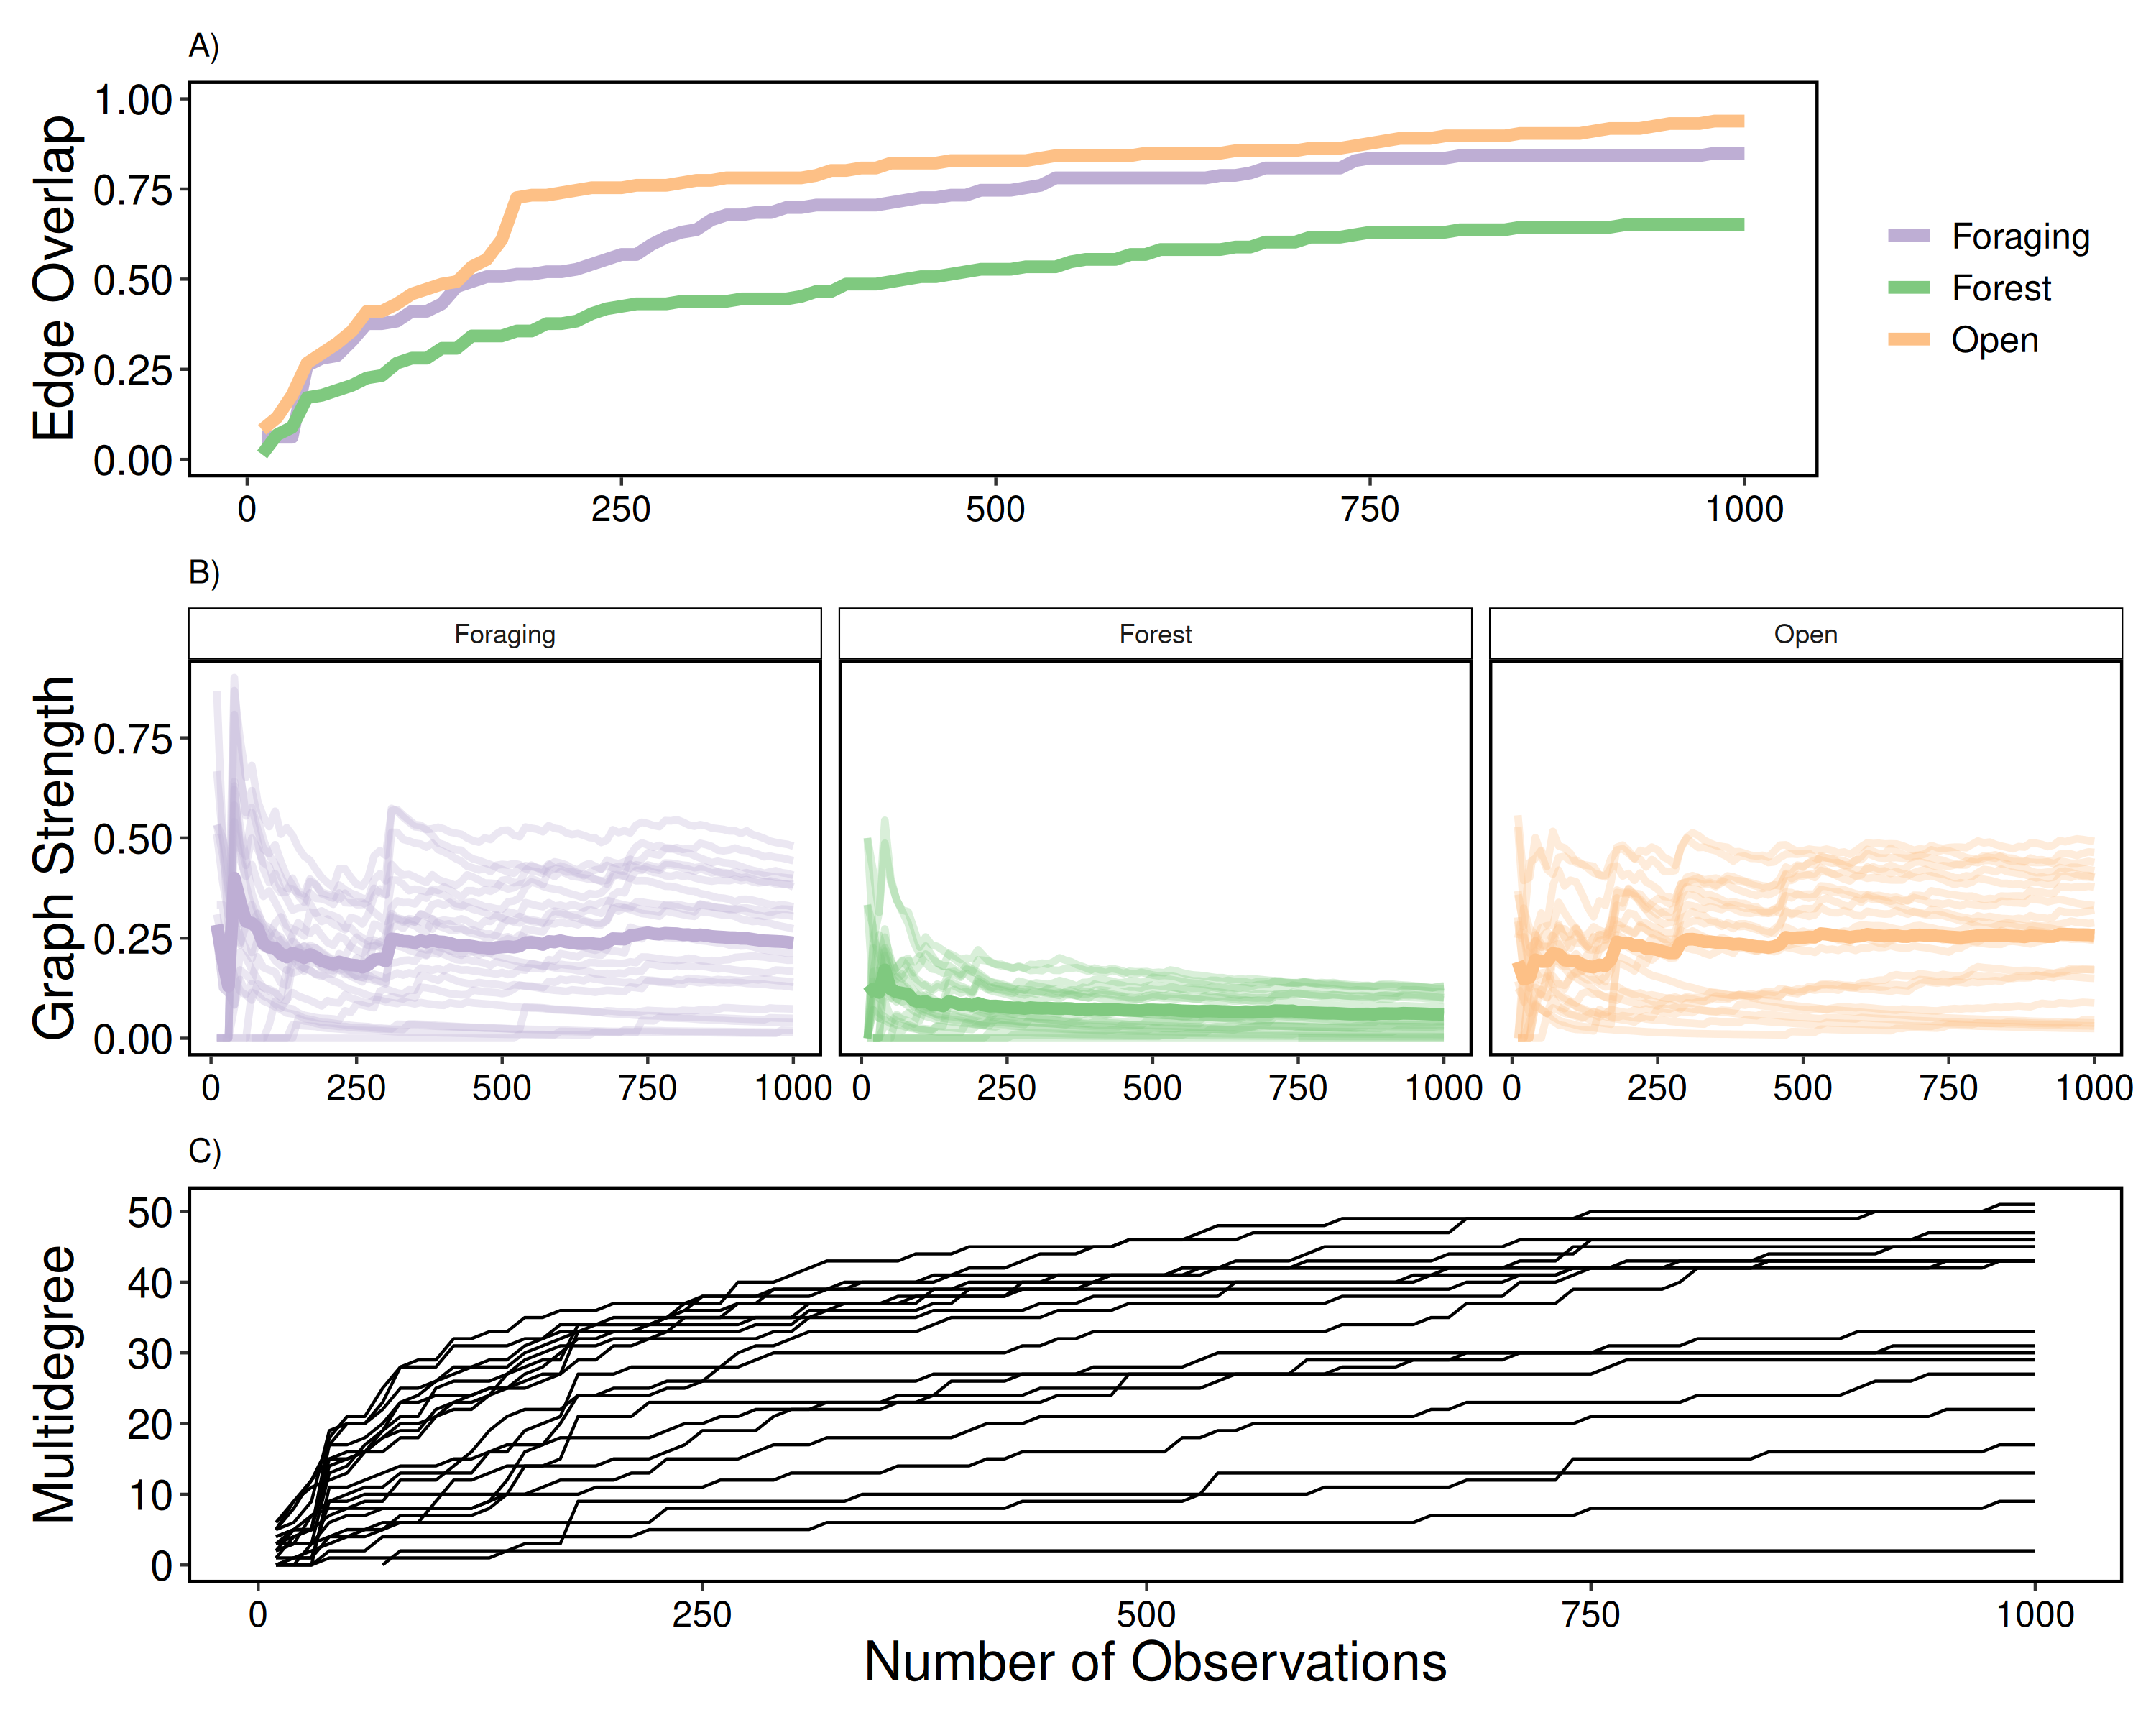 A)
Edge Overlap
1.00
0.75
0.50
0.25
0.00
0 250 500 750 1000
Foraging
Forest
Open
B)
Foraging Forest Open
Graph Strength
0.75
0.50
0.25
0.00
0 250 500 750 1000 0 250 500 750 1000 0 250 500 750 1000
C)
Multidegree
50
40
30
20
10
0
0 250 500 750 1000
Number of Observations